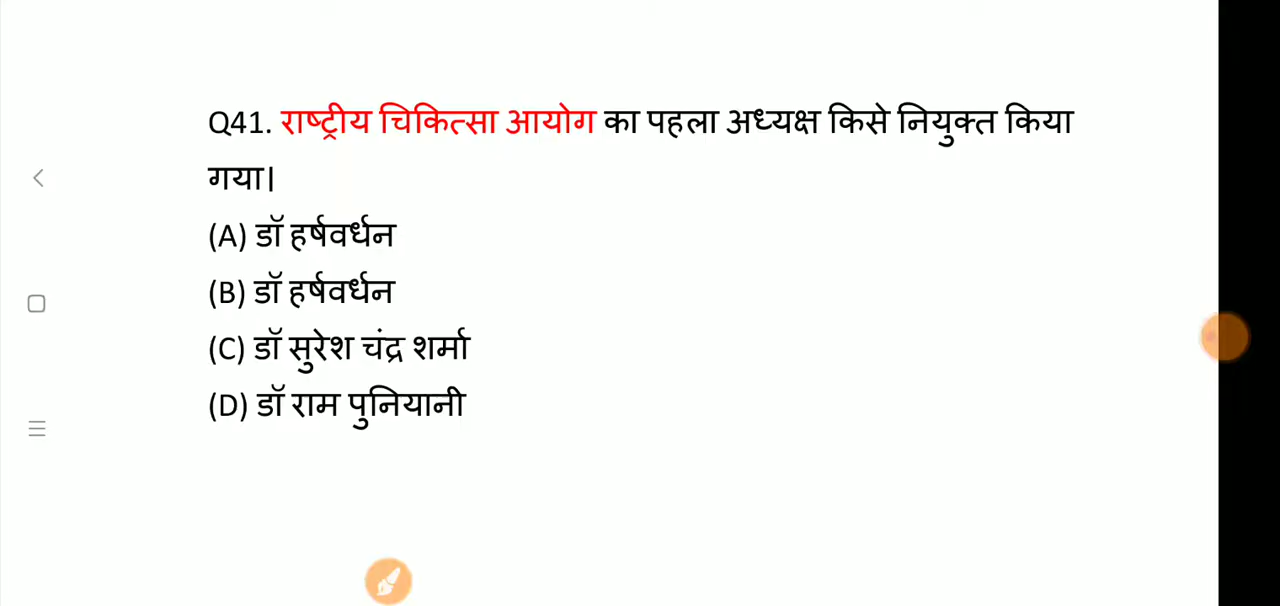 Q41. राष्ट्रीय चिकित्सा आयोग का पहला अध्यक्ष किसे नियुक्त किया
गया।
(A) डॉ हर्षवर्धन
(B) डॉ हर्षवर्धन
(C) डॉ सुरेश चंद्र शर्मा
(D) डॉ राम पुनियानी